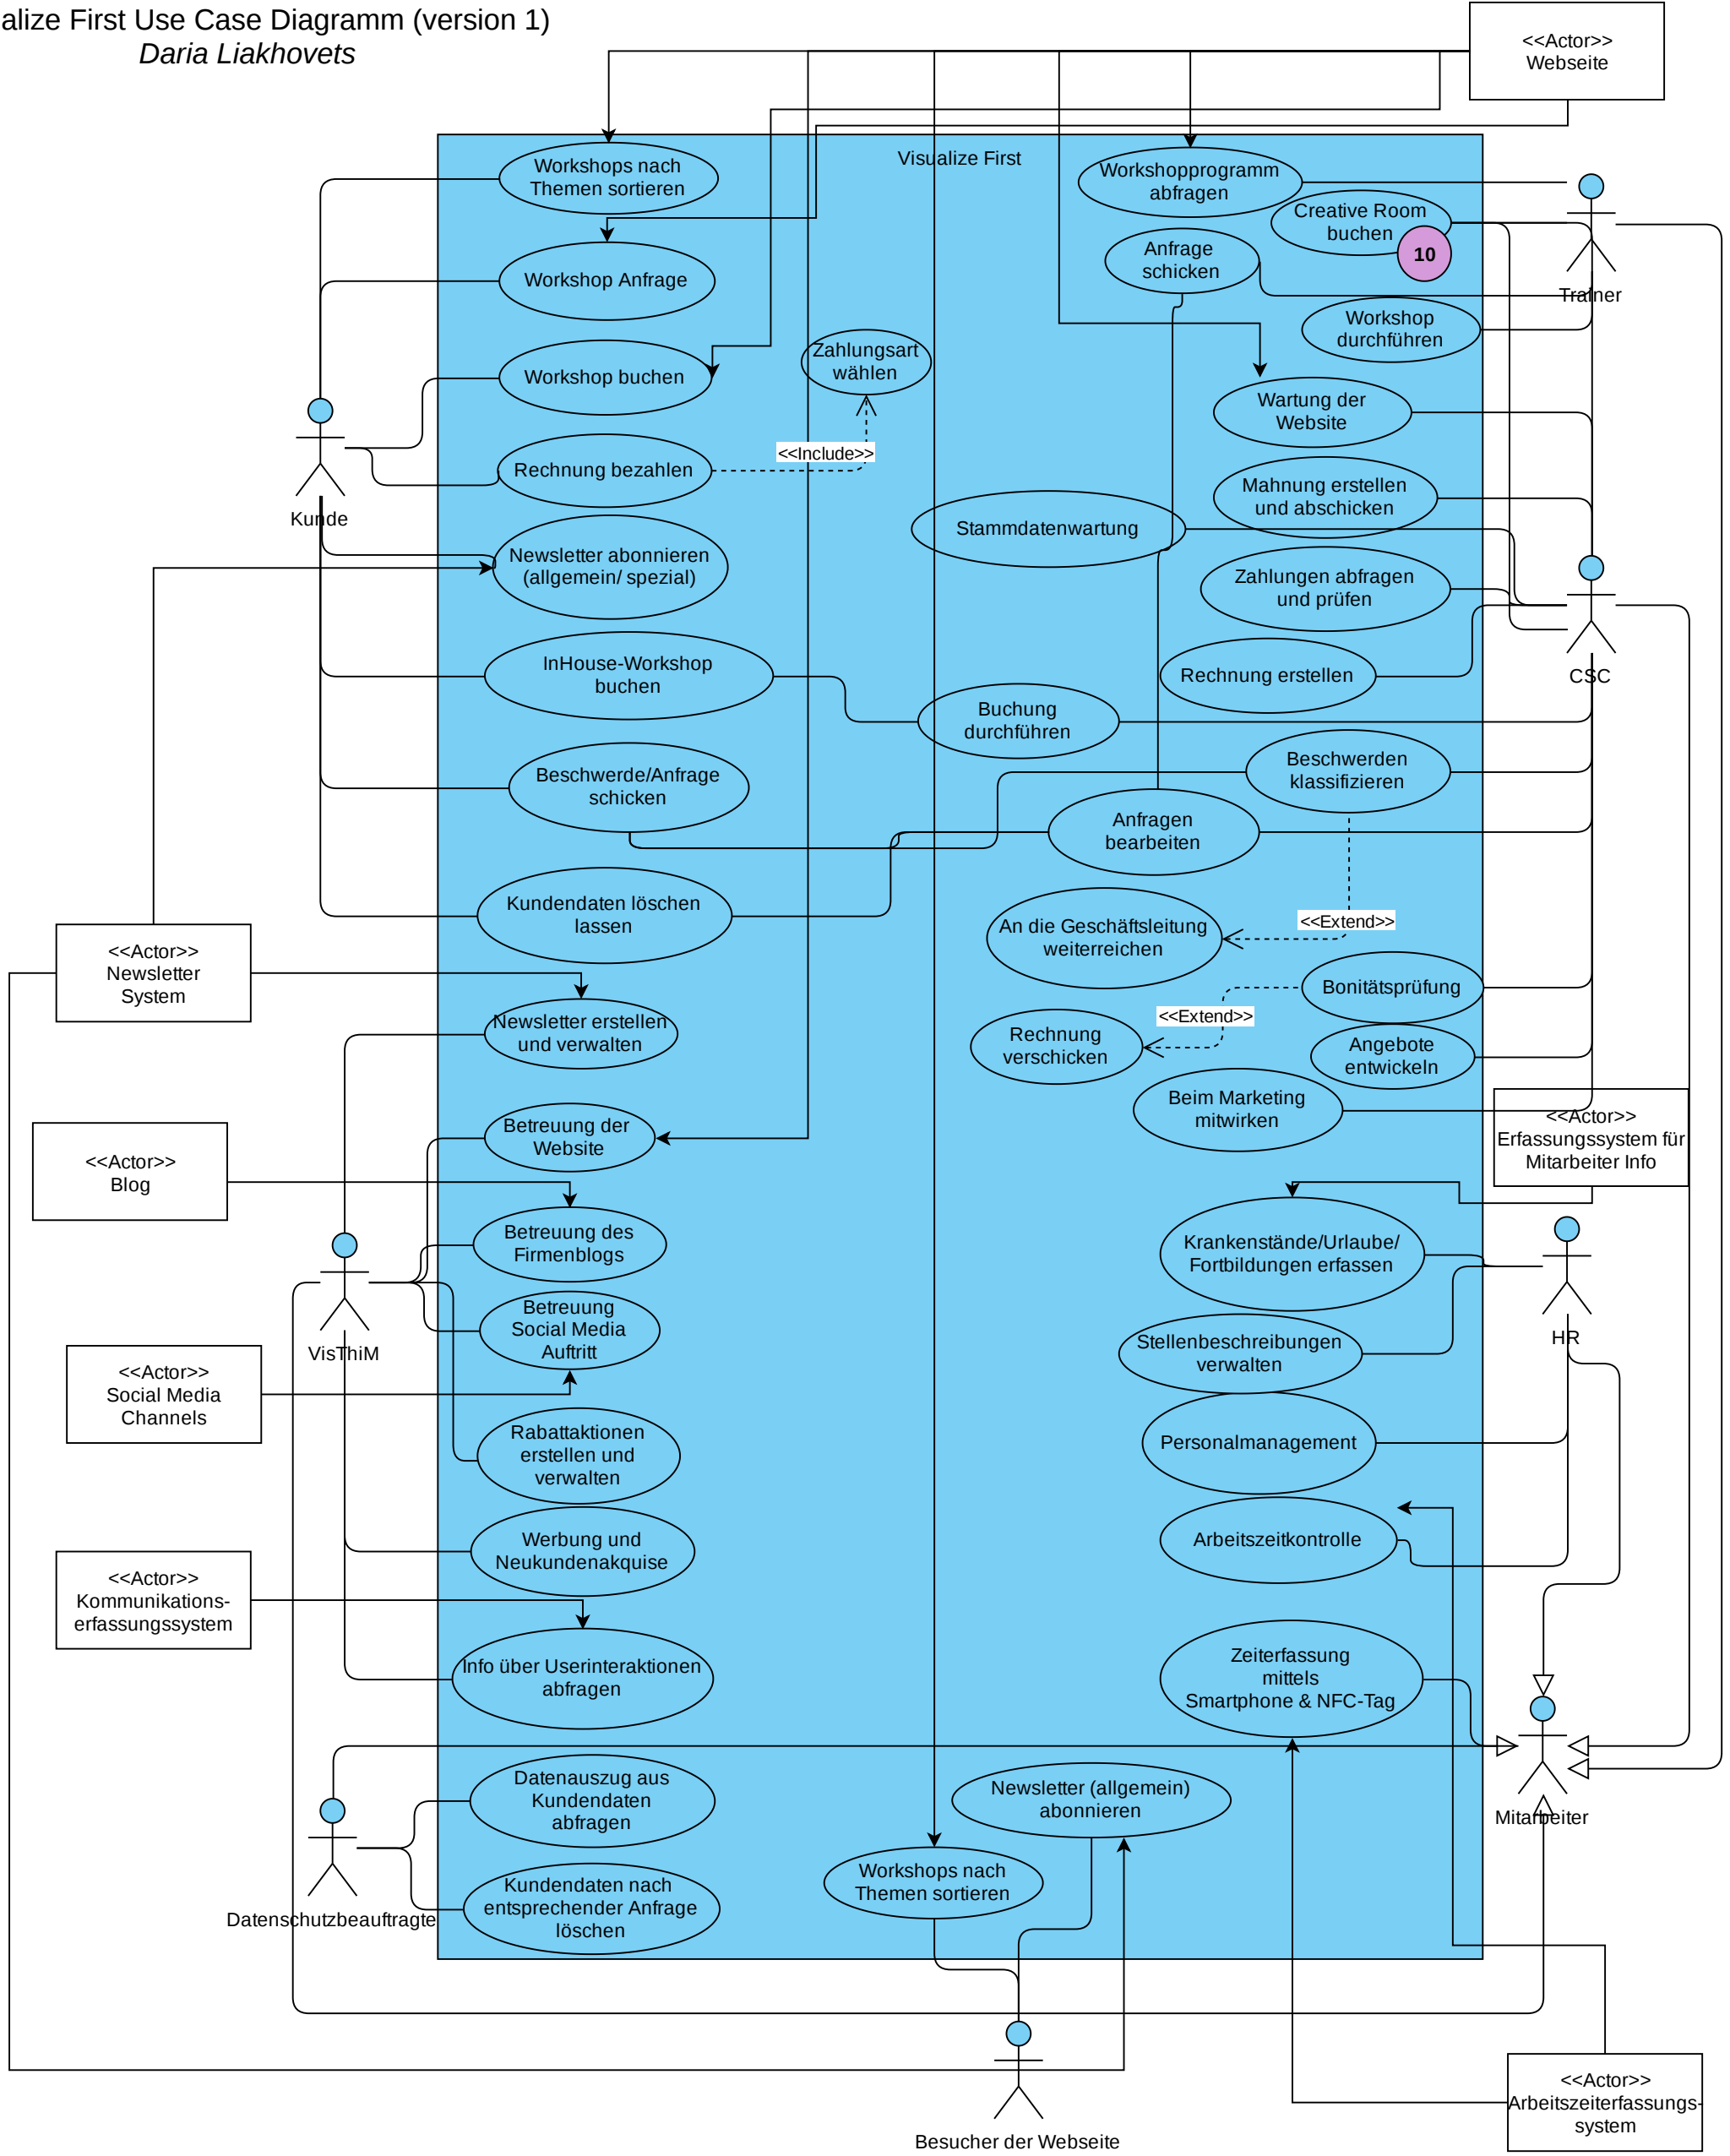 alize First Use Case Diagramm (version 1)
Daria Liakhovets
<<Actor>>
Webseite
Visualize First
Workshops nach
Themen sortieren
Workshopprogramm
abfragen
Creative Room
buchen
10
Anfrage
schicken
Trainer
Workshop Anfrage
Workshop
durchführen
Zahlungsart
wählen
Workshop buchen
Wartung der
Website
<<Include>>
Rechnung bezahlen
Kunde
Mahnung erstellen
und abschicken
Stammdatenwartung
Newsletter abonnieren
(allgemein/ spezial)
Zahlungen abfragen
und prüfen
CSC
InHouse-Workshop
buchen
Rechnung erstellen
Buchung
durchführen
Beschwerde/Anfrage
schicken
Beschwerden
klassifizieren
Anfragen
bearbeiten
Kundendaten löschen
lassen
An die Geschäftsleitung
weiterreichen
<<Extend>>
<<Actor>>
Newsletter
System
Bonitätsprüfung
<<Extend>>
Newsletter erstellen
und verwalten
Rechnung
verschicken
Angebote
entwickeln
Beim Marketing
mitwirken
<<Actor>>
Erfassungssystem für
Mitarbeiter Info
Betreuung der
Website
<<Actor>>
Blog
Betreuung des
Firmenblogs
Krankenstände/Urlaube/
Fortbildungen erfassen
HR
VisThiM
Betreuung
Social Media
Auftritt
Stellenbeschreibungen
verwalten
<<Actor>>
Social Media
Channels
Rabattaktionen
erstellen und
verwalten
Personalmanagement
Werbung und
Neukundenakquise
Arbeitszeitkontrolle
<<Actor>>
Kommunikations-
erfassungssystem
Info über Userinteraktionen
abfragen
Zeiterfassung
mittels
Smartphone & NFC-Tag
Mitarbeiter
Datenauszug aus
Kundendaten
abfragen
Newsletter (allgemein)
abonnieren
Datenschutzbeauftragte
Kundendaten nach
entsprechender Anfrage
löschen
Workshops nach
Themen sortieren
Besucher der Webseite
<<Actor>>
Arbeitszeiterfassungs-
system